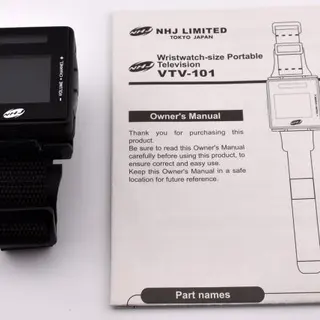 NHJ LIMITED
TOKYO JAPAN
Wristwatch-size Portable
Television
VTV-101
Owner's Manual
Thank you for purchasing this
product.
Be sure to read this Owner's Manual
carefully before using this product, to
ensure correct and easy use.
Keep this Owner's Manual in a safe
location for future reference.
Part names
NHJ
VOLUME • CHANNEL
NHJ